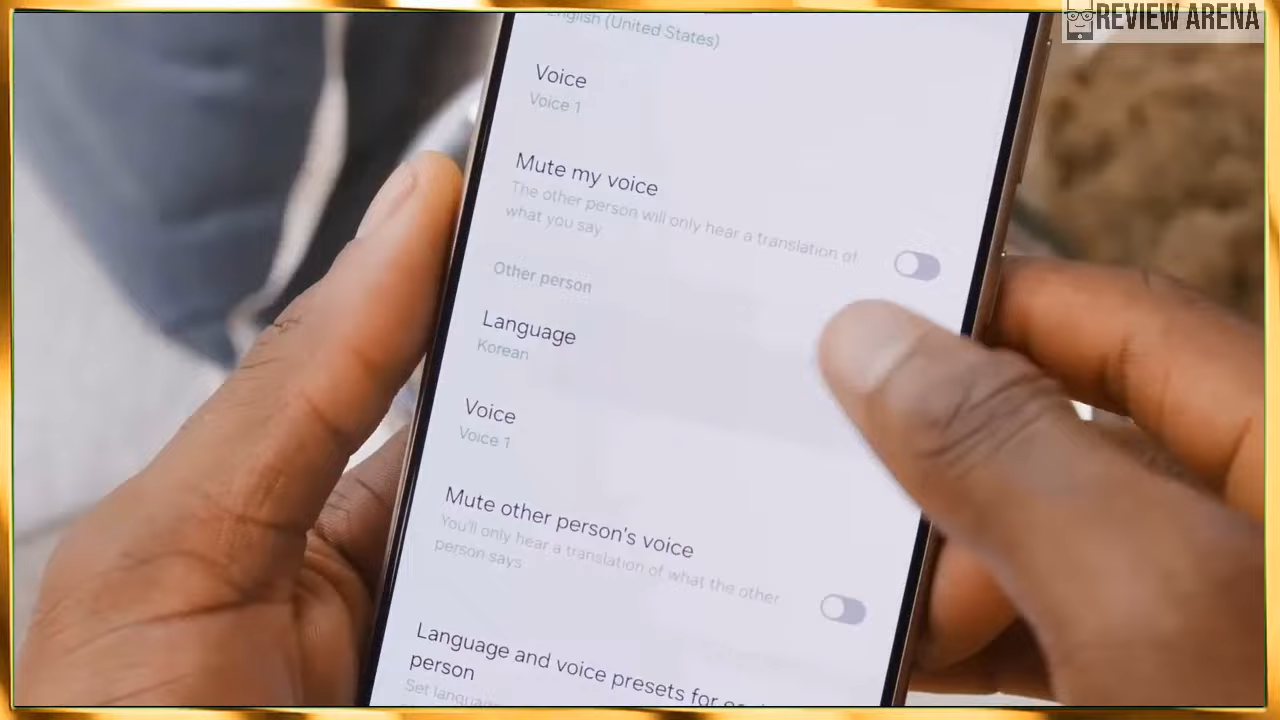 REVIEW ARENA
English (United States)
Voice
Voice 1
Mute my voice
The other person will only hear a translation of
what you say
Other person
Language
Korean
Voice
Voice 1
Mute other person's voice
You'll only hear a translation of what the other
person says
Language and voice presets for
person
Set